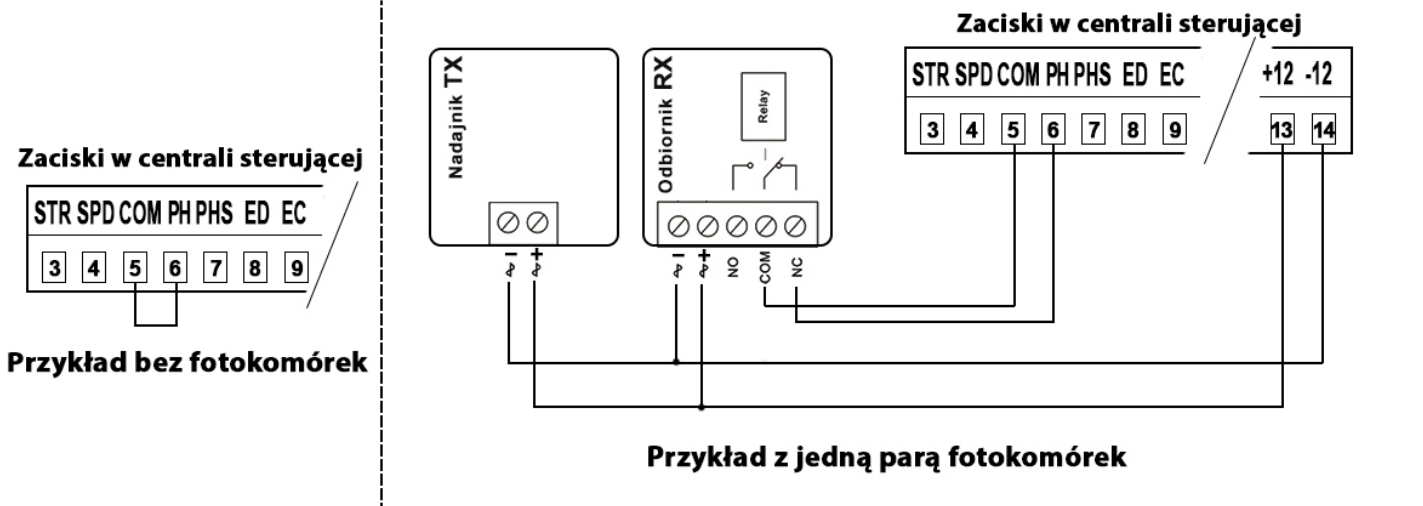 Zaciski w centrali sterującej
STR SPD COM PH PHS ED EC
3 4 5 6 7 8 9
Przykład bez fotokomórek
Nadajnik TX
~ - ~ +
Odbiornik RX
Relay
~ - ~ + NO COM NC
Zaciski w centrali sterującej
STR SPD COM PH PHS ED EC +12 -12
3 4 5 6 7 8 9 13 14
Przykład z jedną parą fotokomórek